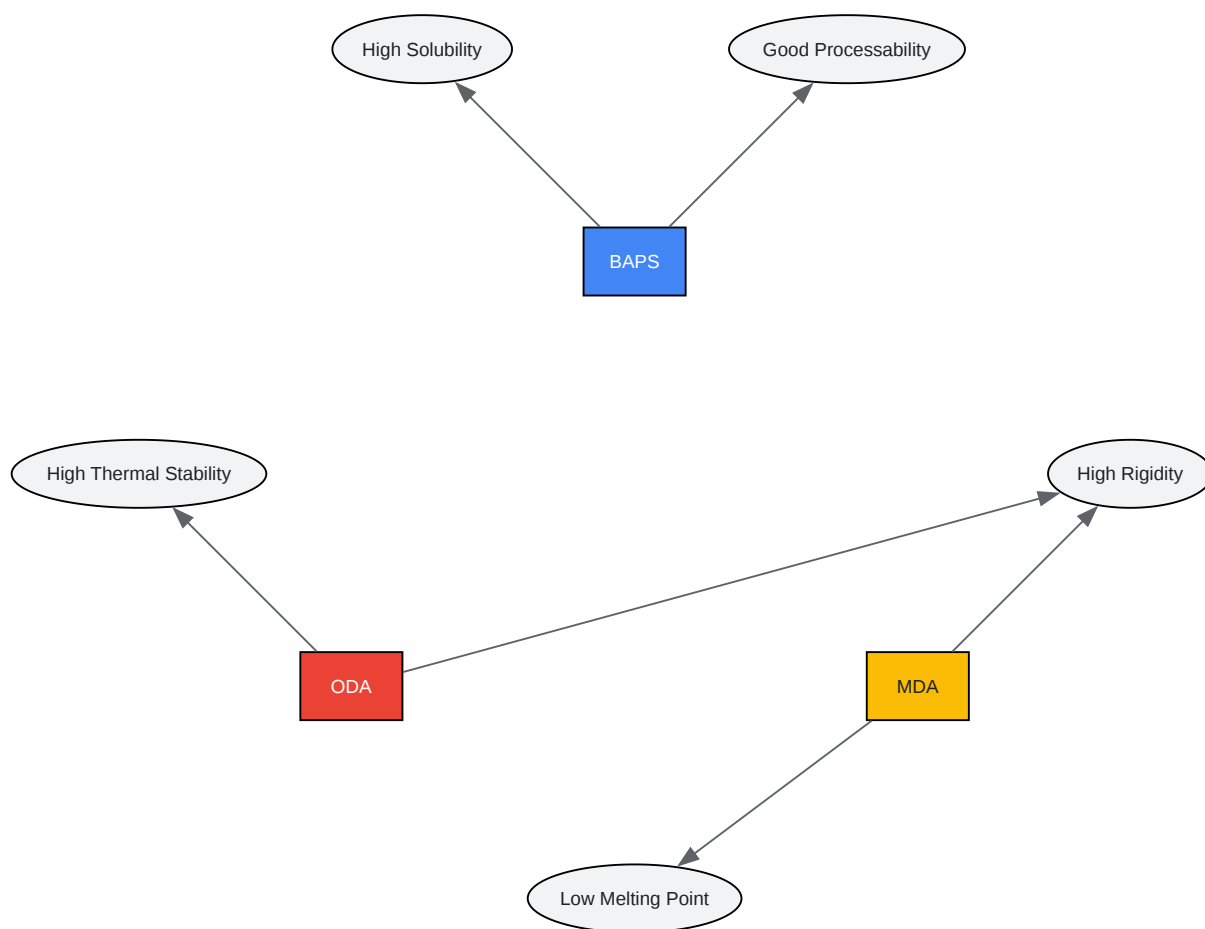 High Solubility
Good Processability
BAPS
High Thermal Stability
High Rigidity
ODA
MDA
Low Melting Point